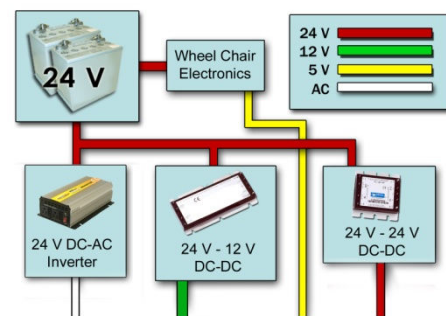 24 V
Wheel Chair
Electronics
24 V
12 V
5 V
AC
24 V DC-AC
Inverter
24 V - 12 V
DC-DC
24 V - 24 V
DC-DC